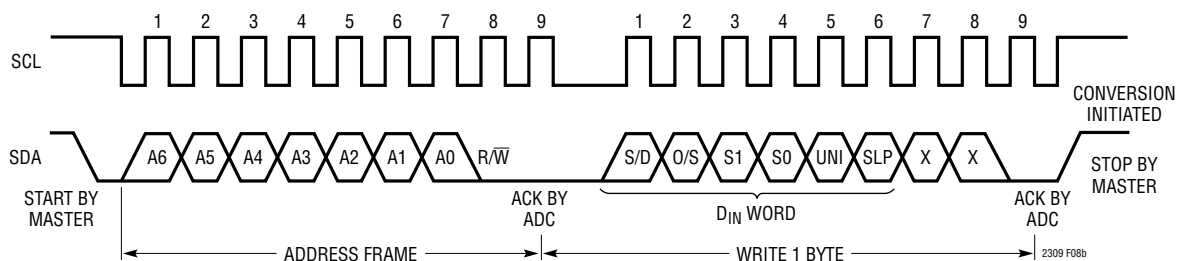 1 2 3 4 5 6 7 8 9 1 2 3 4 5 6 7 8 9
SCL
CONVERSION
INITIATED
SDA
A6 A5 A4 A3 A2 A1 A0 R/W̅ S/D O/S S1 S0 UNI SLP X X
STOP BY
MASTER
START BY
MASTER
ACK BY
ADC
DIN WORD
ACK BY
ADC
ADDRESS FRAME
WRITE 1 BYTE
2309 F08b